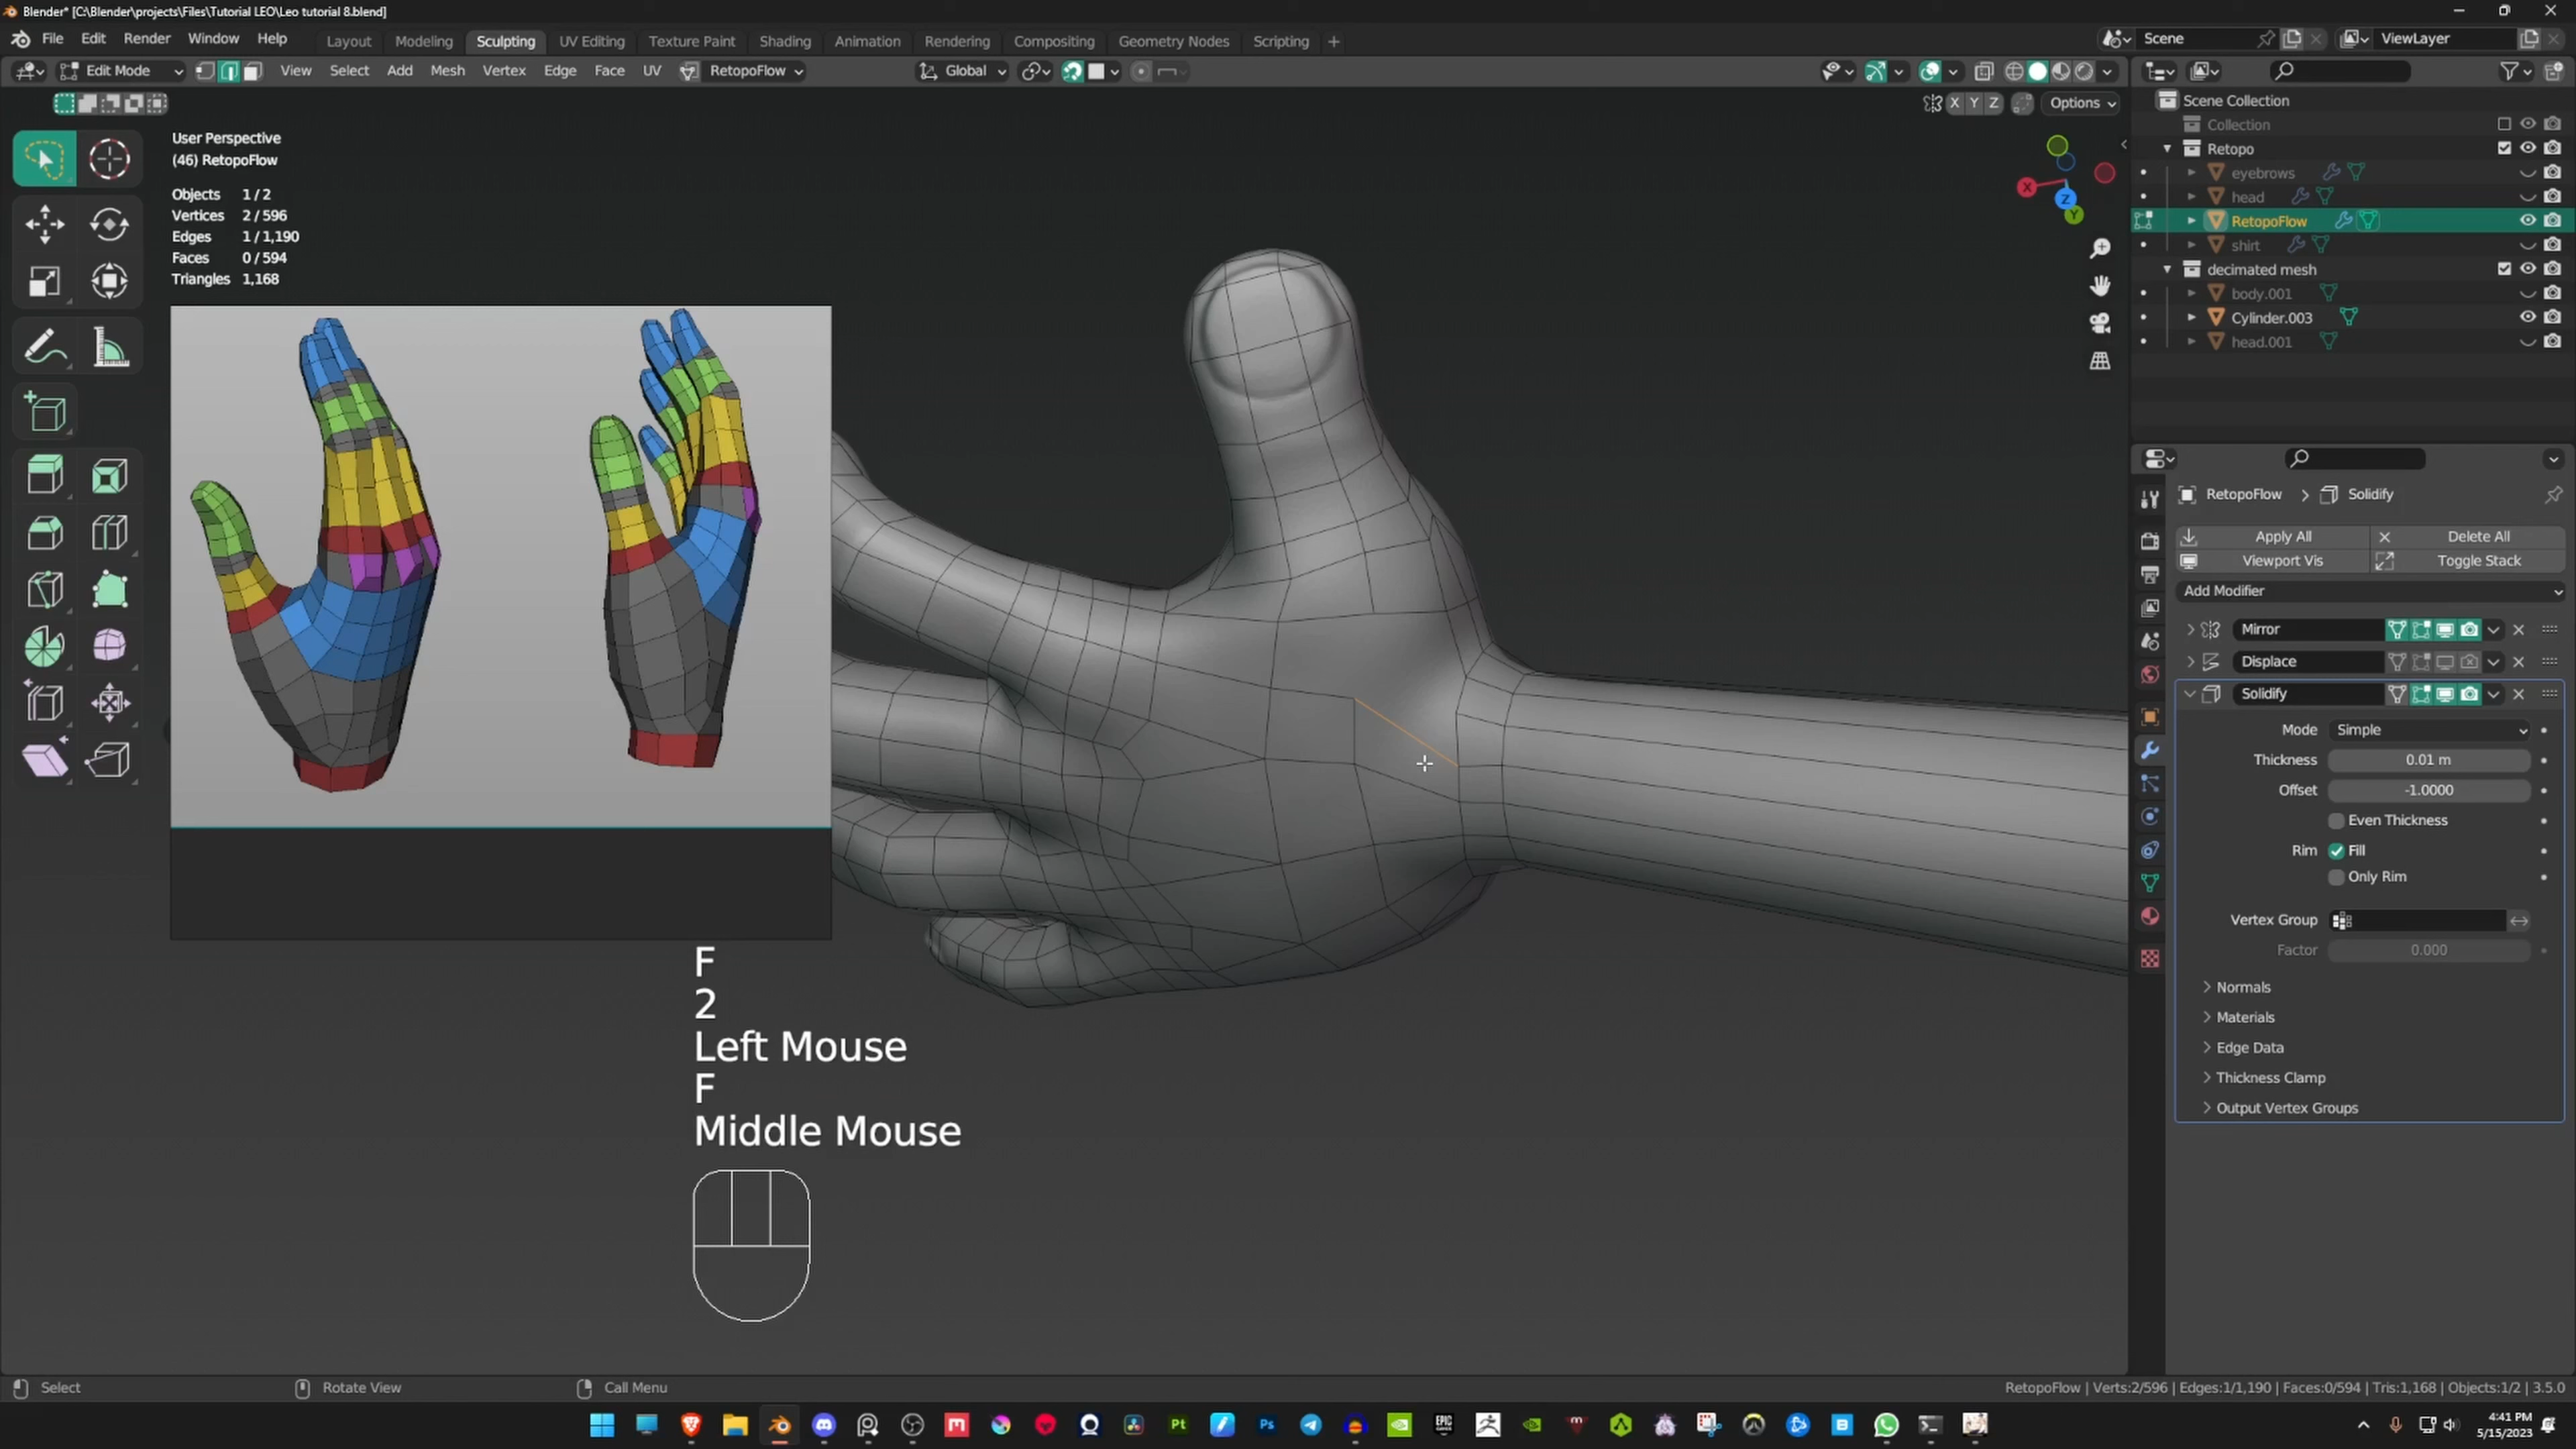 Blender* [C:\Blender\projects\Files\Tutorial LEO\Leo tutorial 8.blend]
File Edit Render Window Help Layout Modeling Sculpting UV Editing Texture Paint Shading Animation Rendering Compositing Geometry Nodes Scripting + Scene ViewLayer
Edit Mode View Select Add Mesh Vertex Edge Face UV RetopoFlow Global
X Y Z Options
User Perspective
(46) RetopoFlow
Objects 1 / 2
Vertices 2 / 596
Edges 1 / 1,190
Faces 0 / 594
Triangles 1,168
X
Z
Y
F
2
Left Mouse
F
Middle Mouse
Scene Collection
Collection
Retopo
eyebrows
head
RetopoFlow
shirt
decimated mesh
body.001
Cylinder.003
head.001
RetopoFlow > Solidify
Apply All Delete All
Viewport Vis Toggle Stack
Add Modifier
Mirror
Displace
Solidify
Mode Simple
Thickness 0.01 m
Offset -1.0000
Even Thickness
Rim Fill
Only Rim
Vertex Group
Factor 0.000
Normals
Materials
Edge Data
Thickness Clamp
Output Vertex Groups
Select Rotate View Call Menu RetopoFlow | Verts:2/596 | Edges:1/1,190 | Faces:0/594 | Tris:1,168 | Objects:1/2 | 3.5.0
Pt Ps EPIC GAMES B
4:41 PM
5/15/2023